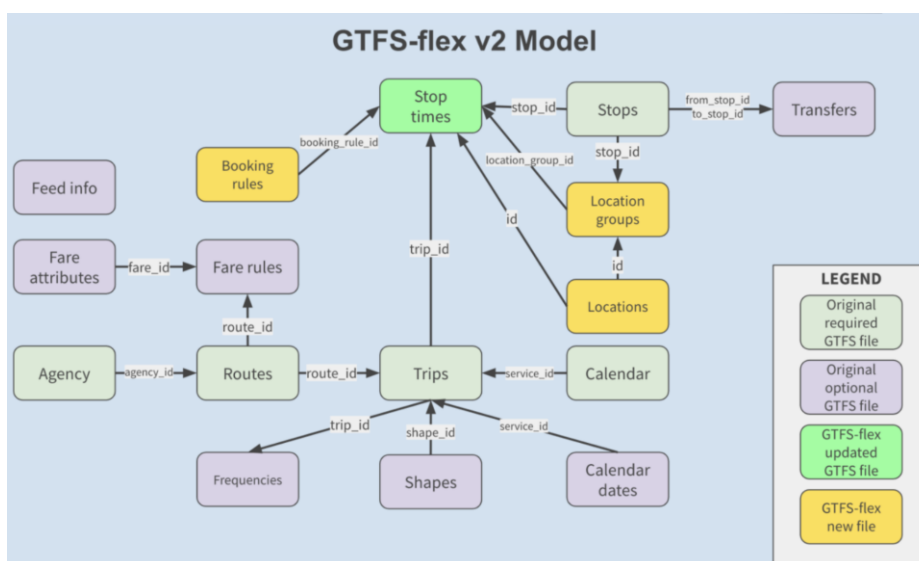 GTFS-flex v2 Model
Stop
times
stop_id
Stops
from_stop_id
to_stop_id
Transfers
booking_rule_id
Booking
rules
location_group_id
stop_id
Feed info
Location
groups
id
trip_id
id
Fare
attributes
fare_id
Fare rules
Locations
route_id
Agency
agency_id
Routes
route_id
Trips
service_id
Calendar
trip_id
shape_id
service_id
Frequencies
Shapes
Calendar
dates
LEGEND
Original
required
GTFS file
Original
optional
GTFS file
GTFS-flex
updated
GTFS file
GTFS-flex
new file